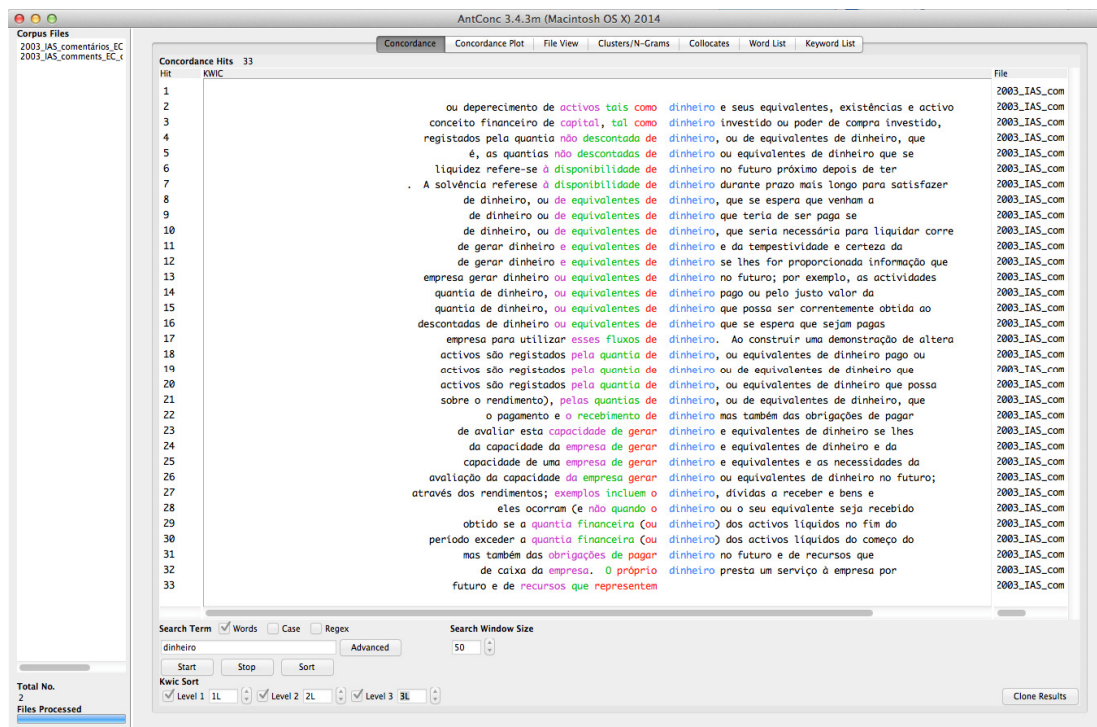 AntConc 3.4.3m (Macintosh OS X) 2014
Corpus Files
2003_IAS_comentários_EC
2003_IAS_comments_EC_c
Concordance Concordance Plot File View Clusters/N-Grams Collocates Word List Keyword List
Concordance Hits 33
Hit KWIC File
1 2003_IAS_com
2 ou deperecimento de activos tais como dinheiro e seus equivalentes, existências e activo 2003_IAS_com
3 conceito financeiro de capital, tal como dinheiro investido ou poder de compra investido, 2003_IAS_com
4 registados pela quantia não descontada de dinheiro, ou de equivalentes de dinheiro, que 2003_IAS_com
5 é, as quantias não descontadas de dinheiro ou equivalentes de dinheiro que se 2003_IAS_com
6 liquidez refere-se à disponibilidade de dinheiro no futuro próximo depois de ter 2003_IAS_com
7 . A solvência referese à disponibilidade de dinheiro durante prazo mais longo para satisfazer 2003_IAS_com
8 de dinheiro, ou de equivalentes de dinheiro, que se espera que venham a 2003_IAS_com
9 de dinheiro ou de equivalentes de dinheiro que teria de ser paga se 2003_IAS_com
10 de dinheiro, ou de equivalentes de dinheiro, que seria necessária para liquidar corre 2003_IAS_com
11 de gerar dinheiro e equivalentes de dinheiro e da tempestividade e certeza da 2003_IAS_com
12 de gerar dinheiro e equivalentes de dinheiro se lhes for proporcionada informação que 2003_IAS_com
13 empresa gerar dinheiro ou equivalentes de dinheiro no futuro; por exemplo, as actividades 2003_IAS_com
14 quantia de dinheiro, ou equivalentes de dinheiro pago ou pelo justo valor da 2003_IAS_com
15 quantia de dinheiro, ou equivalentes de dinheiro que possa ser correntemente obtida ao 2003_IAS_com
16 descontadas de dinheiro ou equivalentes de dinheiro que se espera que sejam pagas 2003_IAS_com
17 empresa para utilizar esses fluxos de dinheiro. Ao construir uma demonstração de altera 2003_IAS_com
18 activos são registados pela quantia de dinheiro, ou equivalentes de dinheiro pago ou 2003_IAS_com
19 activos são registados pela quantia de dinheiro ou de equivalentes de dinheiro que 2003_IAS_com
20 activos são registados pela quantia de dinheiro, ou equivalentes de dinheiro que possa 2003_IAS_com
21 sobre o rendimento), pelas quantias de dinheiro, ou de equivalentes de dinheiro, que 2003_IAS_com
22 o pagamento e o recebimento de dinheiro mas também das obrigações de pagar 2003_IAS_com
23 de avaliar esta capacidade de gerar dinheiro e equivalentes de dinheiro se lhes 2003_IAS_com
24 da capacidade da empresa de gerar dinheiro e equivalentes de dinheiro e da 2003_IAS_com
25 capacidade de uma empresa de gerar dinheiro e equivalentes e as necessidades da 2003_IAS_com
26 avaliação da capacidade da empresa gerar dinheiro ou equivalentes de dinheiro no futuro; 2003_IAS_com
27 através dos rendimentos; exemplos incluem o dinheiro, dívidas a receber e bens e 2003_IAS_com
28 eles ocorram (e não quando o dinheiro ou o seu equivalente seja recebido 2003_IAS_com
29 obtido se a quantia financeira (ou dinheiro) dos activos líquidos no fim do 2003_IAS_com
30 período exceder a quantia financeira (ou dinheiro) dos activos líquidos do começo do 2003_IAS_com
31 mas também das obrigações de pagar dinheiro no futuro e de recursos que 2003_IAS_com
32 de caixa da empresa. O próprio dinheiro presta um serviço à empresa por 2003_IAS_com
33 futuro e de recursos que representem 2003_IAS_com
Search Term Words Case Regex Search Window Size
dinheiro Advanced 50
Start Stop Sort
Kwic Sort
Level 1 1L Level 2 2L Level 3 3L Clone Results
Total No.
2
Files Processed